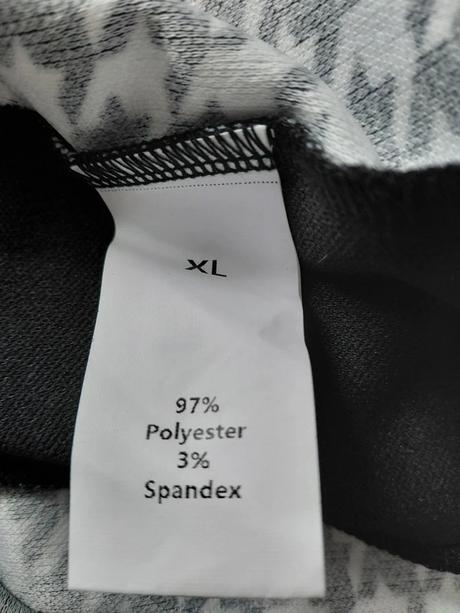 XL
97%
Polyester
3%
Spandex